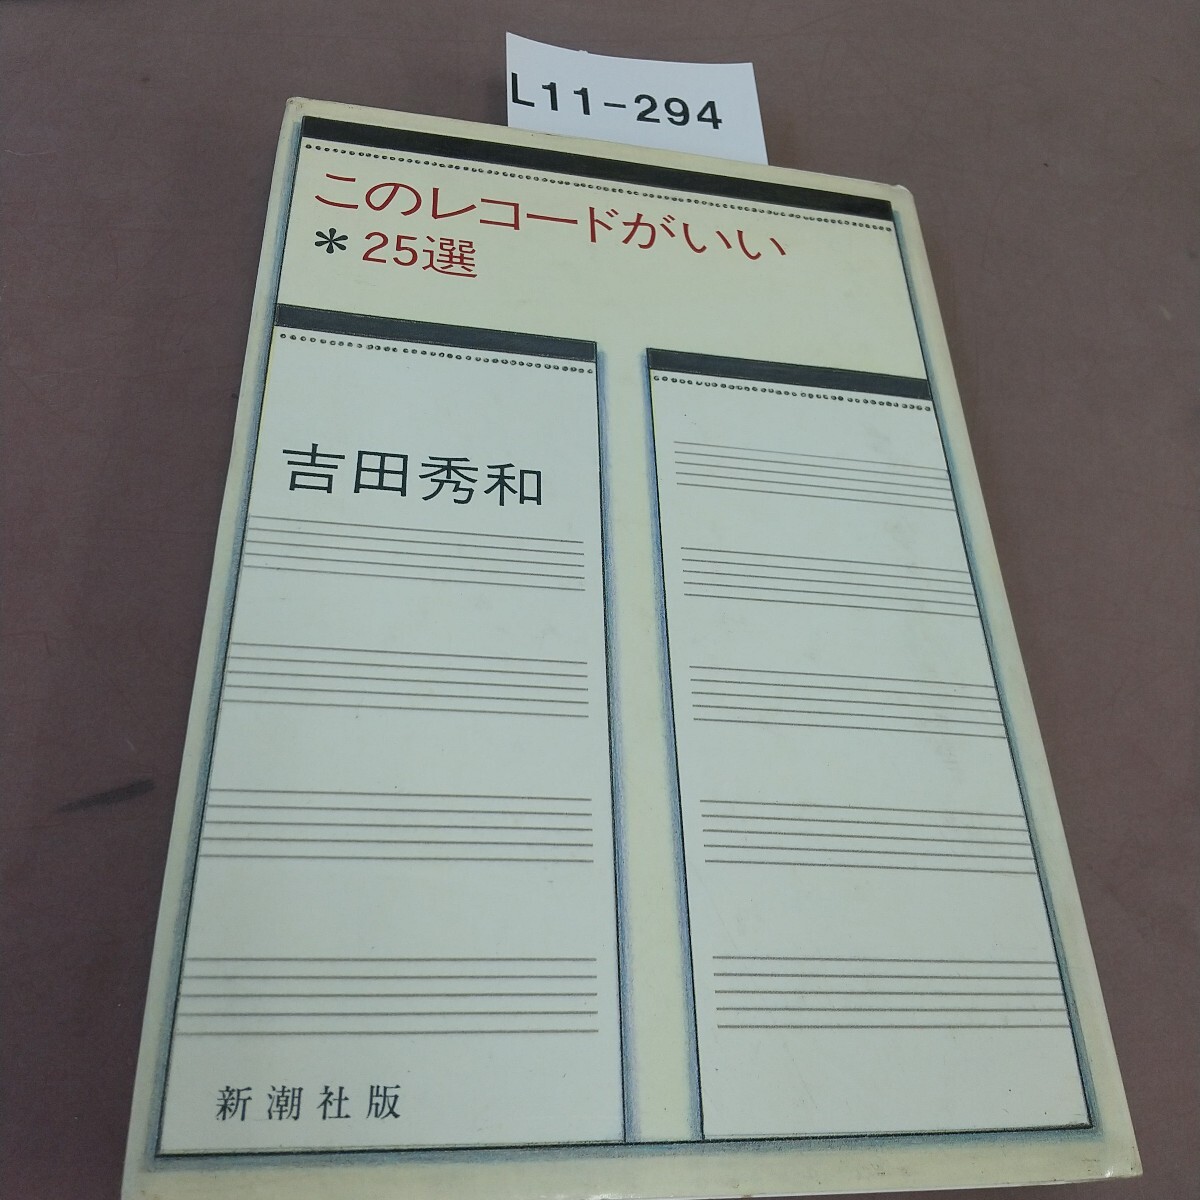 L11-294
このレコードがいい
*25選
吉田秀和
新潮社版